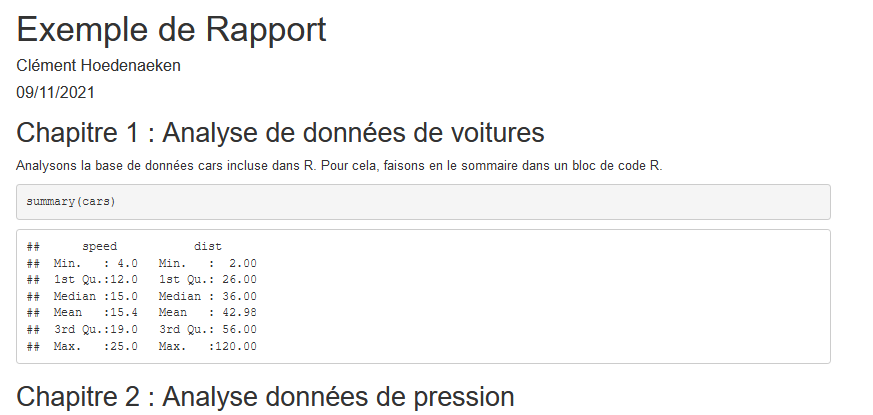 Exemple de Rapport
Clément Hoedenaeken
09/11/2021
Chapitre 1 : Analyse de données de voitures
Analysons la base de données cars incluse dans R. Pour cela, faisons en le sommaire dans un bloc de code R.
summary(cars)
##      speed           dist
##  Min.   : 4.0   Min.   :  2.00
##  1st Qu.:12.0   1st Qu.: 26.00
##  Median :15.0   Median : 36.00
##  Mean   :15.4   Mean   : 42.98
##  3rd Qu.:19.0   3rd Qu.: 56.00
##  Max.   :25.0   Max.   :120.00
Chapitre 2 : Analyse données de pression